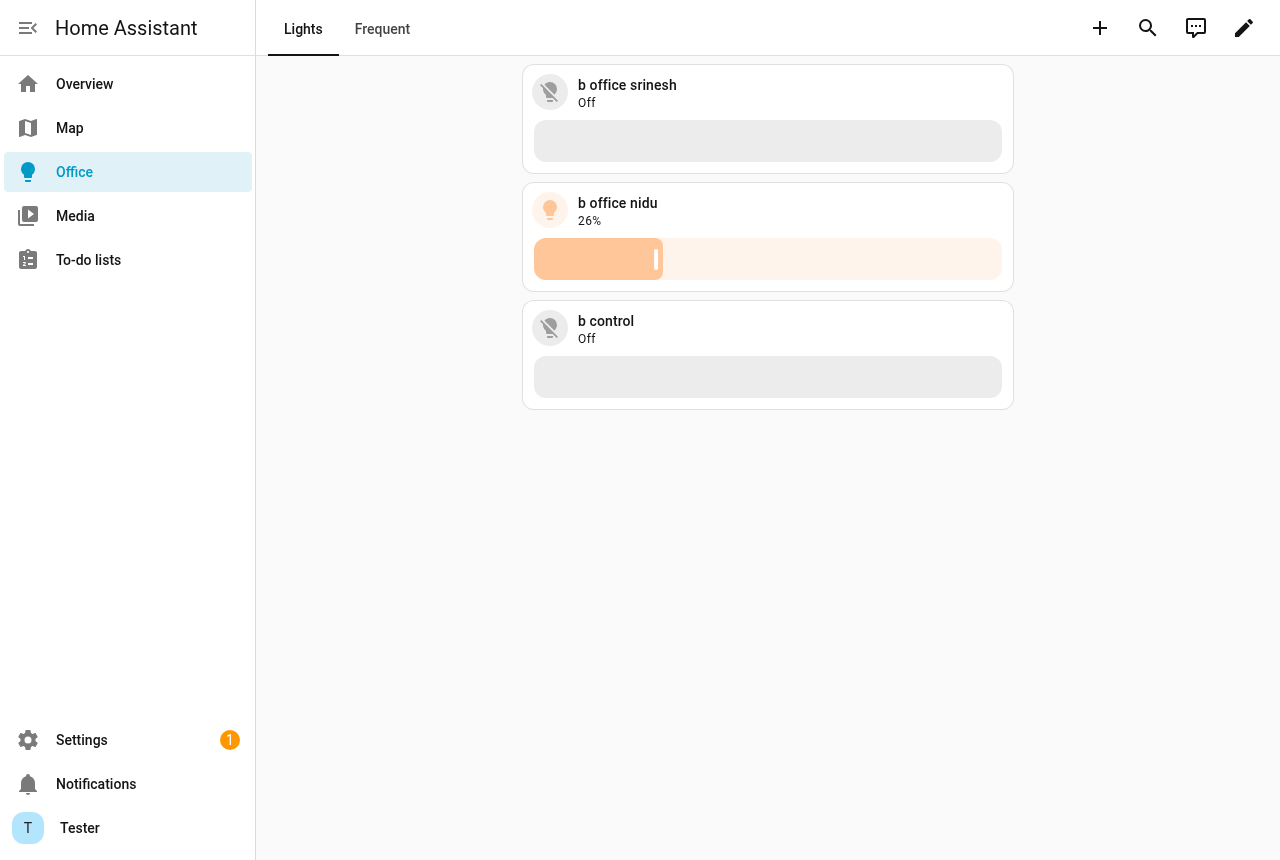 Home Assistant
Lights
Frequent
Overview
Map
Office
Media
To-do lists
Settings
1
Notifications
T
Tester
b office srinesh
Off
b office nidu
26%
b control
Off